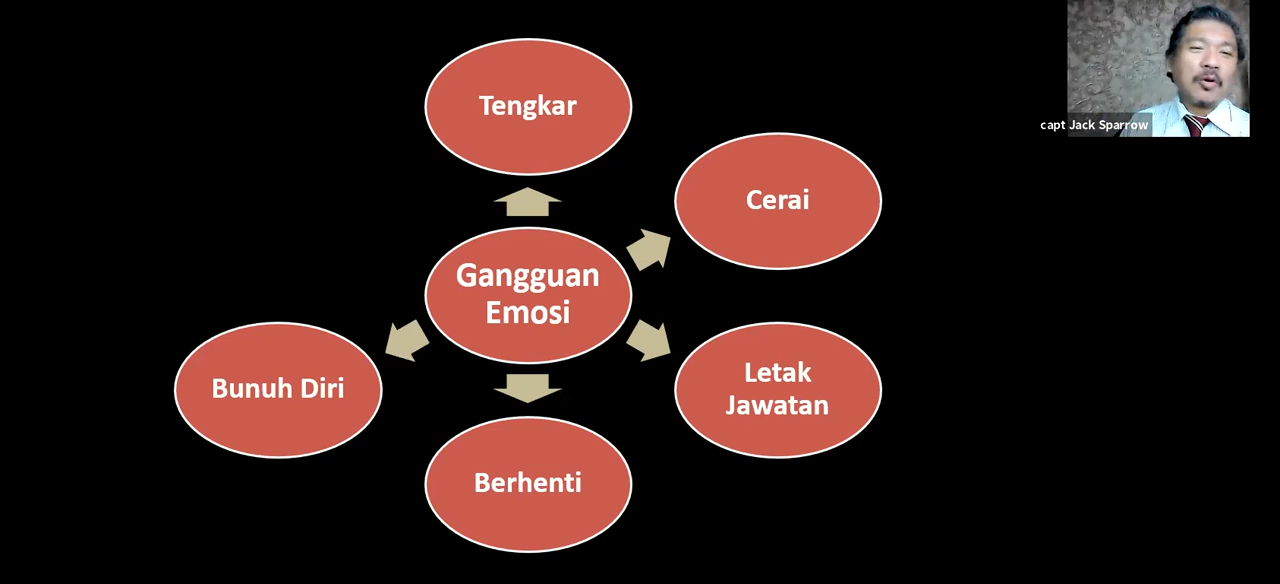 Tengkar
capt Jack Sparrow
Cerai
Gangguan
Emosi
Bunuh Diri
Letak
Jawatan
Berhenti